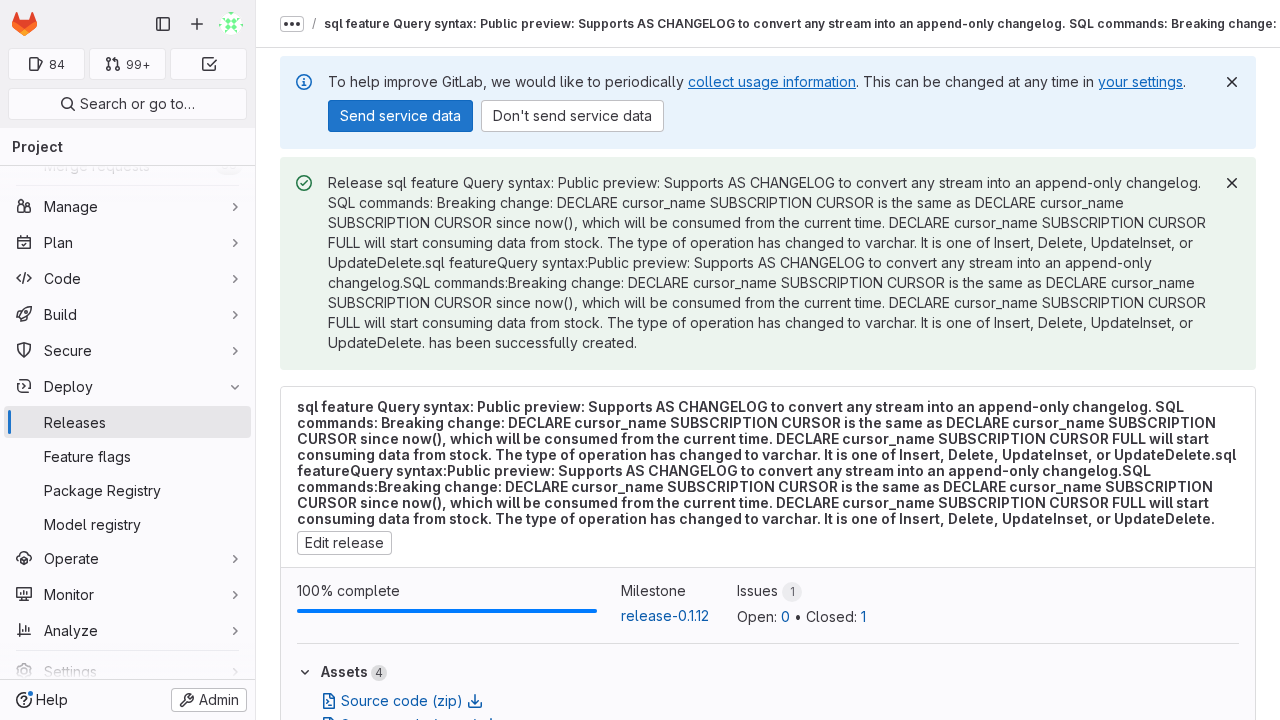 / sql feature Query syntax: Public preview: Supports AS CHANGELOG to convert any stream into an append-only changelog. SQL commands: Breaking change:
84
99+
Search or go to…
Project
Merge requests
Manage
Plan
Code
Build
Secure
Deploy
Releases
Feature flags
Package Registry
Model registry
Operate
Monitor
Analyze
Settings
Help
Admin
To help improve GitLab, we would like to periodically collect usage information. This can be changed at any time in your settings.
Send service data
Don't send service data
Release sql feature Query syntax: Public preview: Supports AS CHANGELOG to convert any stream into an append-only changelog.
SQL commands: Breaking change: DECLARE cursor_name SUBSCRIPTION CURSOR is the same as DECLARE cursor_name
SUBSCRIPTION CURSOR since now(), which will be consumed from the current time. DECLARE cursor_name SUBSCRIPTION CURSOR
FULL will start consuming data from stock. The type of operation has changed to varchar. It is one of Insert, Delete, UpdateInset, or
UpdateDelete.sql featureQuery syntax:Public preview: Supports AS CHANGELOG to convert any stream into an append-only
changelog.SQL commands:Breaking change: DECLARE cursor_name SUBSCRIPTION CURSOR is the same as DECLARE cursor_name
SUBSCRIPTION CURSOR since now(), which will be consumed from the current time. DECLARE cursor_name SUBSCRIPTION CURSOR
FULL will start consuming data from stock. The type of operation has changed to varchar. It is one of Insert, Delete, UpdateInset, or
UpdateDelete. has been successfully created.
sql feature Query syntax: Public preview: Supports AS CHANGELOG to convert any stream into an append-only changelog. SQL
commands: Breaking change: DECLARE cursor_name SUBSCRIPTION CURSOR is the same as DECLARE cursor_name SUBSCRIPTION
CURSOR since now(), which will be consumed from the current time. DECLARE cursor_name SUBSCRIPTION CURSOR FULL will start
consuming data from stock. The type of operation has changed to varchar. It is one of Insert, Delete, UpdateInset, or UpdateDelete.sql
featureQuery syntax:Public preview: Supports AS CHANGELOG to convert any stream into an append-only changelog.SQL
commands:Breaking change: DECLARE cursor_name SUBSCRIPTION CURSOR is the same as DECLARE cursor_name SUBSCRIPTION
CURSOR since now(), which will be consumed from the current time. DECLARE cursor_name SUBSCRIPTION CURSOR FULL will start
consuming data from stock. The type of operation has changed to varchar. It is one of Insert, Delete, UpdateInset, or UpdateDelete.
Edit release
100% complete
Milestone
release-0.1.12
Issues 1
Open: 0 • Closed: 1
Assets 4
Source code (zip)